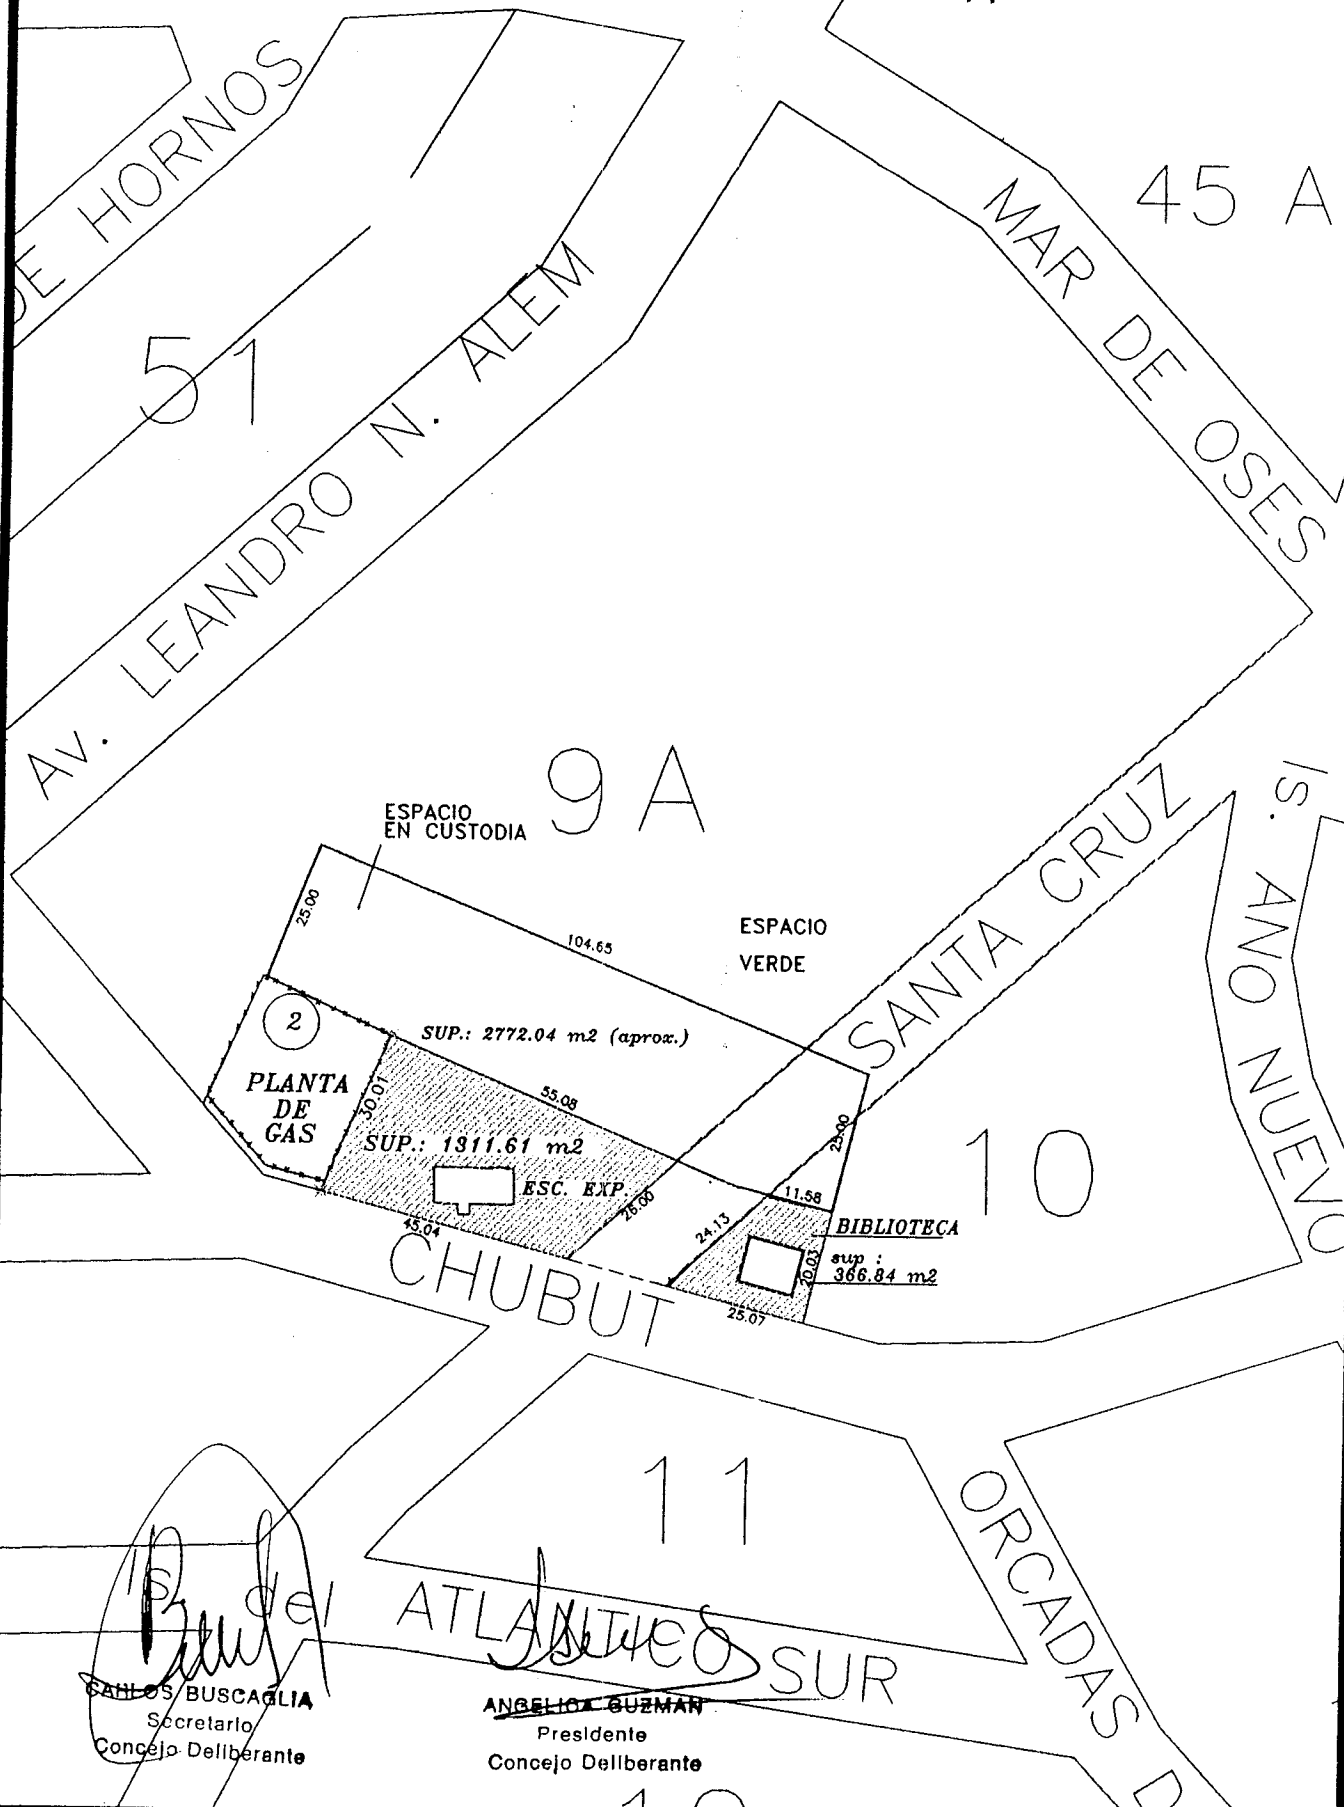 DE HORNOS
45 A
MAR DE OSES
51
AV. LEANDRO N. ALEM
9 A
ESPACIO
EN CUSTODIA
25.00
104.65
ESPACIO
VERDE
SANTA CRUZ
IS. ANO NUEVO
2
SUP.: 2772.04 m2 (aprox.)
PLANTA
DE
GAS
30.01
55.08
SUP.: 1311.61 m2
ESC. EXP.
45.04
26.00
25.00
11.58
24.13
BIBLIOTECA
sup :
366.84 m2
20.03
25.07
10
CHUBUT
11
ORCADAS D
Is del ATLANTICO SUR
CARLOS BUSCAGLIA
Secretario
Concejo Deliberante
ANGELICA GUZMAN
Presidente
Concejo Deliberante